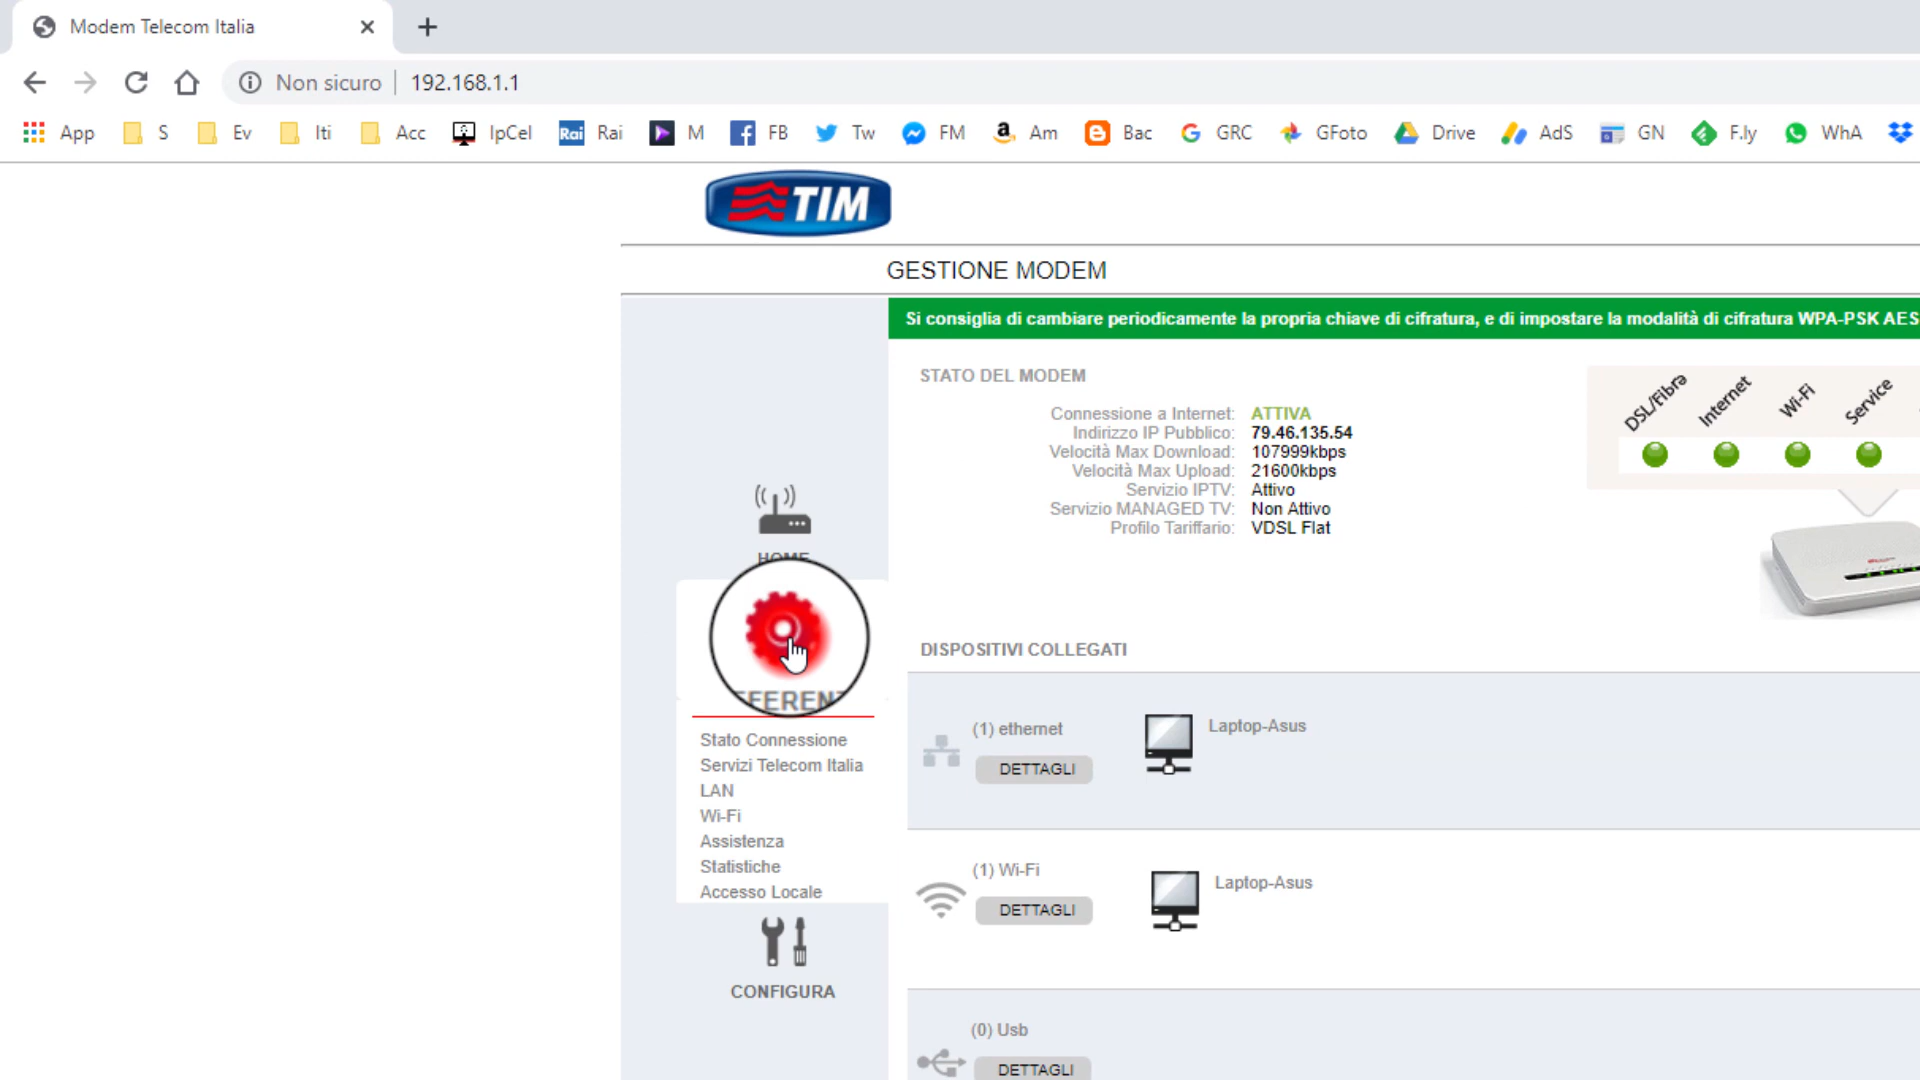 Modem Telecom Italia
Non sicuro 192.168.1.1
App S Ev Iti Acc IpCel Rai Rai M FB Tw FM Am Bac GRC GFoto Drive AdS GN F.ly WhA
TIM
GESTIONE MODEM
Si consiglia di cambiare periodicamente la propria chiave di cifratura, e di impostare la modalità di cifratura WPA-PSK AES
STATO DEL MODEM
Connessione a Internet: ATTIVA
Indirizzo IP Pubblico: 79.46.135.54
Velocità Max Download: 107999kbps
Velocità Max Upload: 21600kbps
Servizio IPTV: Attivo
Servizio MANAGED TV: Non Attivo
Profilo Tariffario: VDSL Flat
DSL/Fibra Internet Wi-Fi Service
HOME
FERENT
Stato Connessione
Servizi Telecom Italia
LAN
Wi-Fi
Assistenza
Statistiche
Accesso Locale
CONFIGURA
DISPOSITIVI COLLEGATI
(1) ethernet
DETTAGLI
Laptop-Asus
(1) Wi-Fi
DETTAGLI
Laptop-Asus
(0) Usb
DETTAGLI